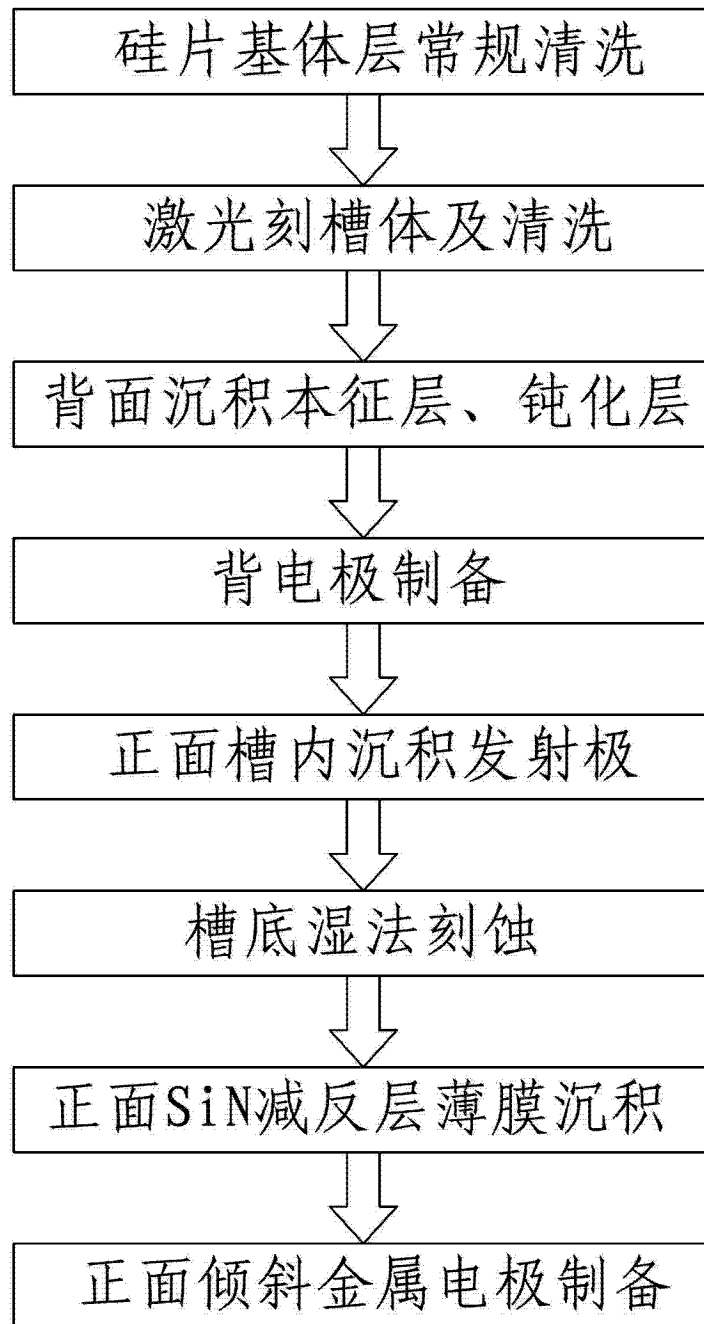 硅片基体层常规清洗
激光刻槽体及清洗
背面沉积本征层、钝化层
背电极制备
正面槽内沉积发射极
槽底湿法刻蚀
正面SiN减反层薄膜沉积
正面倾斜金属电极制备